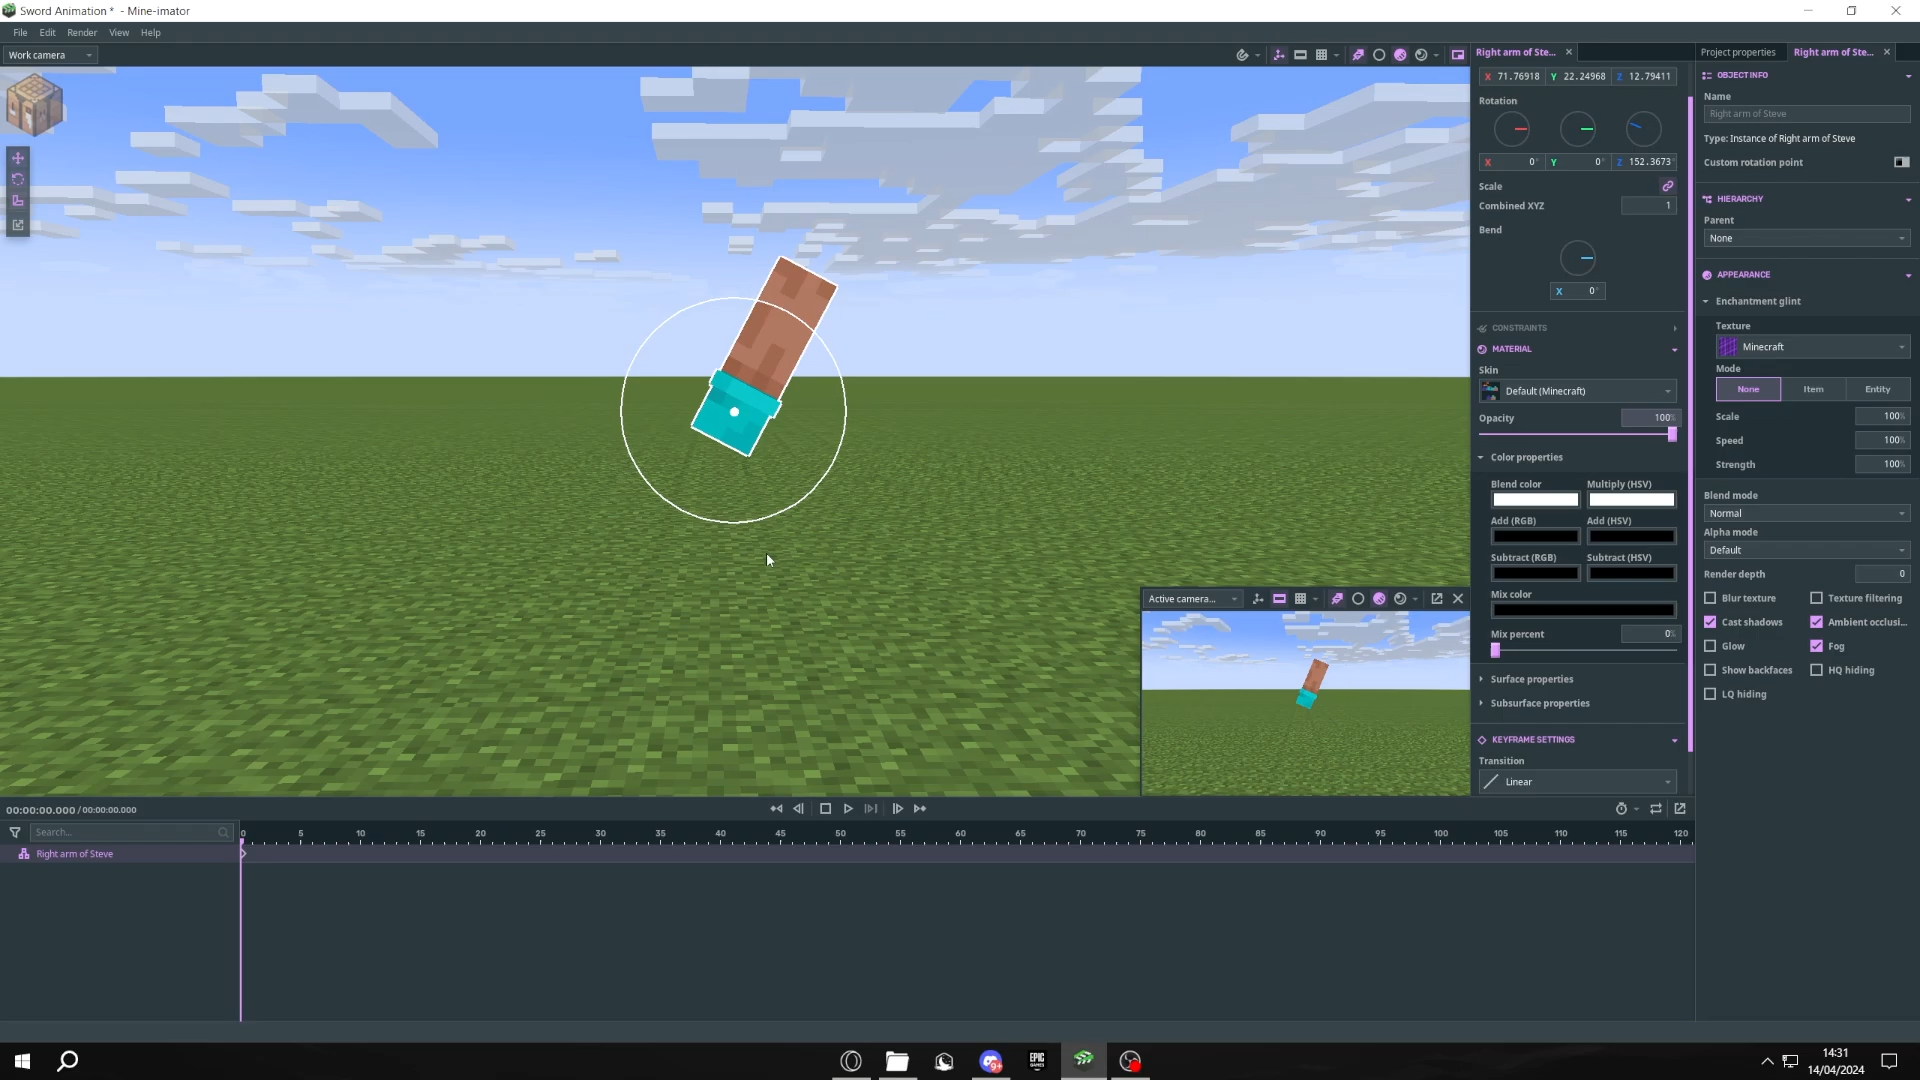 Sword Animation * - Mine-imator
File Edit Render View Help
Work camera
Right arm of Ste...
X 71.76918 Y 22.24968 Z 12.79411
Rotation
X 0° Y 0° Z 152.3673°
Scale
Combined XYZ 1
Bend
X 0°
CONSTRAINTS
MATERIAL
Skin
Default (Minecraft)
Opacity 100%
Color properties
Blend color Multiply (HSV)
Add (RGB) Add (HSV)
Subtract (RGB) Subtract (HSV)
Mix color
Mix percent 0%
Surface properties
Subsurface properties
KEYFRAME SETTINGS
Transition
Linear
Project properties Right arm of Ste...
OBJECT INFO
Name
Right arm of Steve
Type: Instance of Right arm of Steve
Custom rotation point
HIERARCHY
Parent
None
APPEARANCE
Enchantment glint
Texture
Minecraft
Mode
None Item Entity
Scale 100%
Speed 100%
Strength 100%
Blend mode
Normal
Alpha mode
Default
Render depth 0
Blur texture Texture filtering
Cast shadows Ambient occlusi...
Glow Fog
Show backfaces HQ hiding
LQ hiding
Active camera...
00:00:00.000 / 00:00:00.000
Search...
0 5 10 15 20 25 30 35 40 45 50 55 60 65 70 75 80 85 90 95 100 105 110 115 120
Right arm of Steve
9+
EPIC GAMES
14:31
14/04/2024